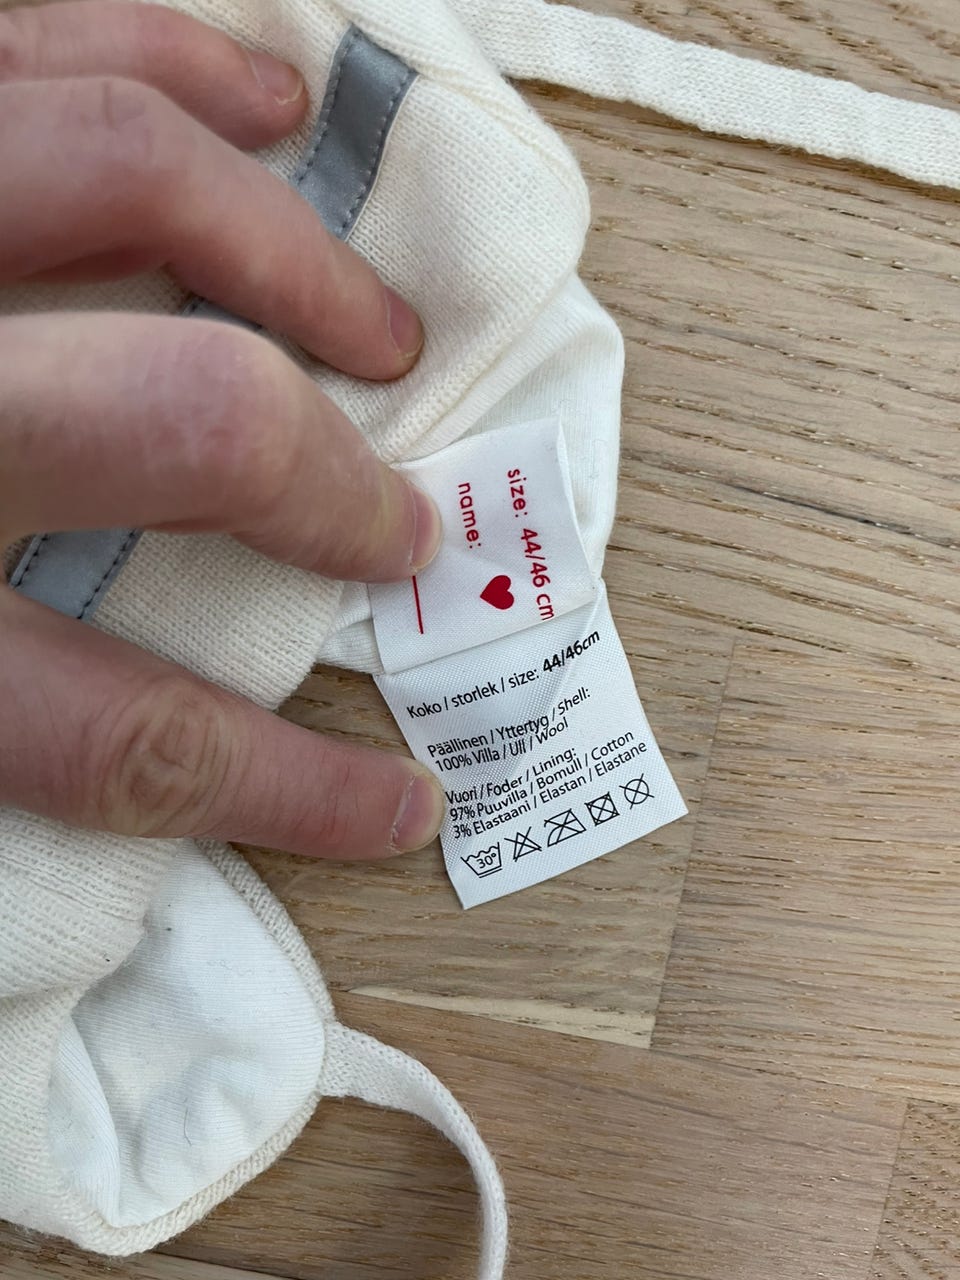 size: 44/46 cm
name:
Koko / storlek / size: 44/46cm
Päällinen / Yttertyg / Shell:
100% Villa / Ull / Wool
Vuori / Foder / Lining:
97% Puuvilla / Bomull / Cotton
3% Elastaani / Elastan / Elastane
30°